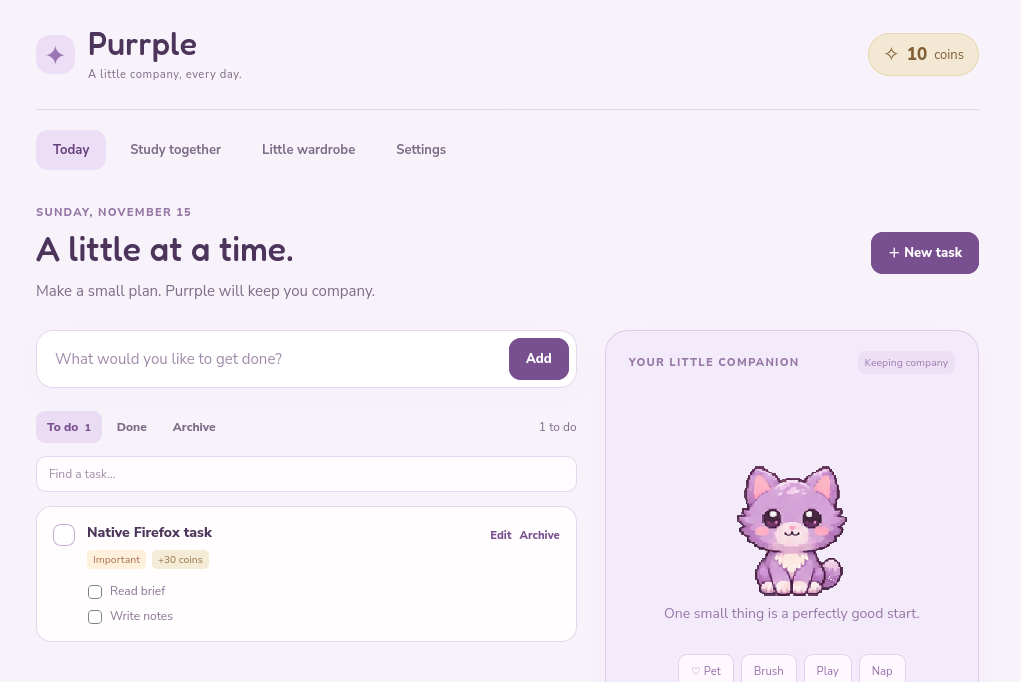 Purrple
A little company, every day.
✧ 10 coins
Today
Study together
Little wardrobe
Settings
SUNDAY, NOVEMBER 15
A little at a time.
Make a small plan. Purrple will keep you company.
+ New task
What would you like to get done?
Add
To do 1
Done
Archive
1 to do
Find a task...
Native Firefox task
Edit
Archive
Important
+30 coins
Read brief
Write notes
YOUR LITTLE COMPANION
Keeping company
One small thing is a perfectly good start.
♡ Pet
Brush
Play
Nap